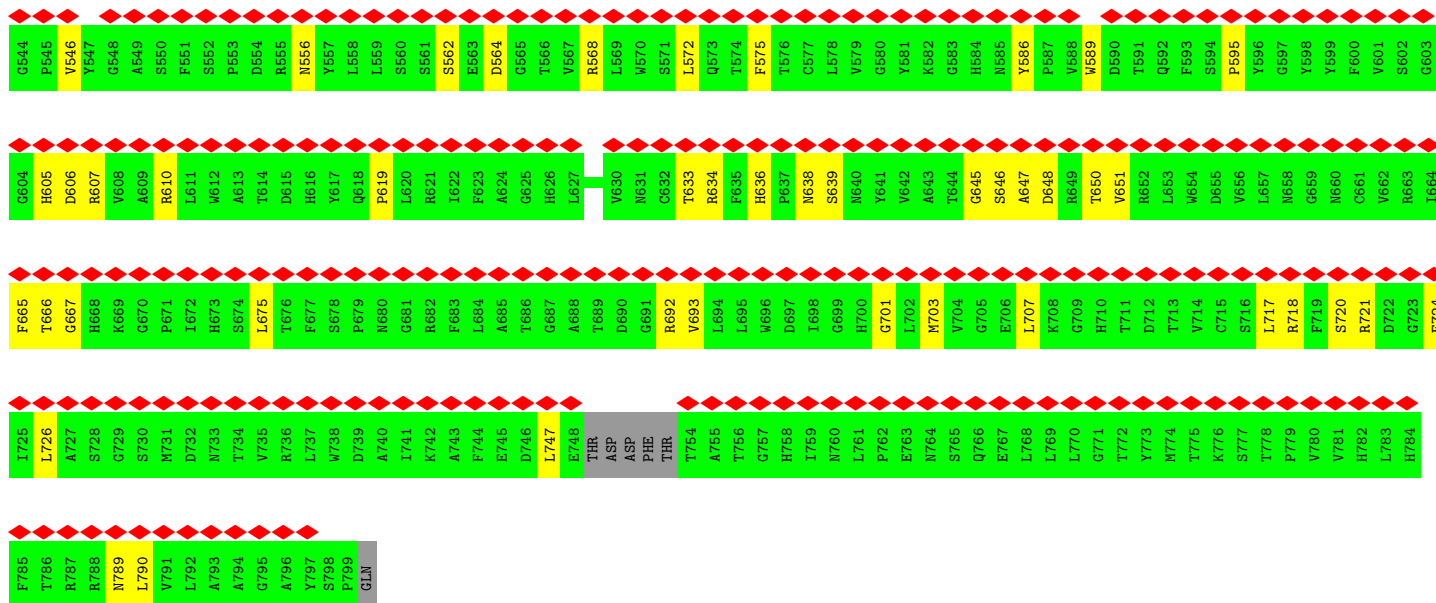 G544 P545 V546 Y547 G548 A549 S550 F551 S552 P553 D554 R555 N556 Y557 L558 L559 S560 S561 S562 E563 D564 G565 T566 V567 R568 L569 W570 S571 L572 Q573 T574 F575 T576 C577 L578 V579 G580 Y581 K582 G583 H584 N585 Y586 P587 V588 W589 D590 T591 Q592 F593 S594 P595 Y596 G597 Y598 Y599 F600 V601 S602 G603
G604 H605 D606 R607 V608 A609 R610 L611 W612 A613 T614 D615 H616 Y617 Q618 P619 L620 R621 I622 F623 A624 G625 H626 L627 V630 N631 C632 T633 R634 F635 H636 P637 N638 S639 N640 Y641 V642 A643 T644 G645 S646 A647 D648 R649 T650 V651 R652 L653 W654 D655 V656 L657 N658 G659 N660 C661 V662 R663 I664
F665 T666 G667 H668 K669 G670 P671 I672 H673 S674 L675 T676 F677 S678 P679 N680 G681 R682 F683 L684 A685 T686 G687 A688 T689 D690 G691 R692 V693 L694 L695 W696 D697 I698 G699 H700 G701 L702 M703 V704 G705 E706 L707 K708 G709 H710 T711 D712 T713 V714 C715 S716 L717 R718 F719 S720 R721 D722 G723
I725 L726 A727 S728 G729 S730 M731 D732 N733 T734 V735 R736 L737 W738 D739 A740 I741 K742 A743 F744 E745 D746 L747 E748 THR ASP ASP PHE THR T754 A755 T756 G757 H758 I759 N760 L761 P762 E763 N764 S765 Q766 E767 L768 L769 L770 G771 T772 Y773 M774 T775 K776 S777 T778 P779 V780 V781 H782 L783 H784
F785 T786 R787 R788 N789 L790 V791 L792 A793 A794 G795 A796 Y797 S798 P799 GLN